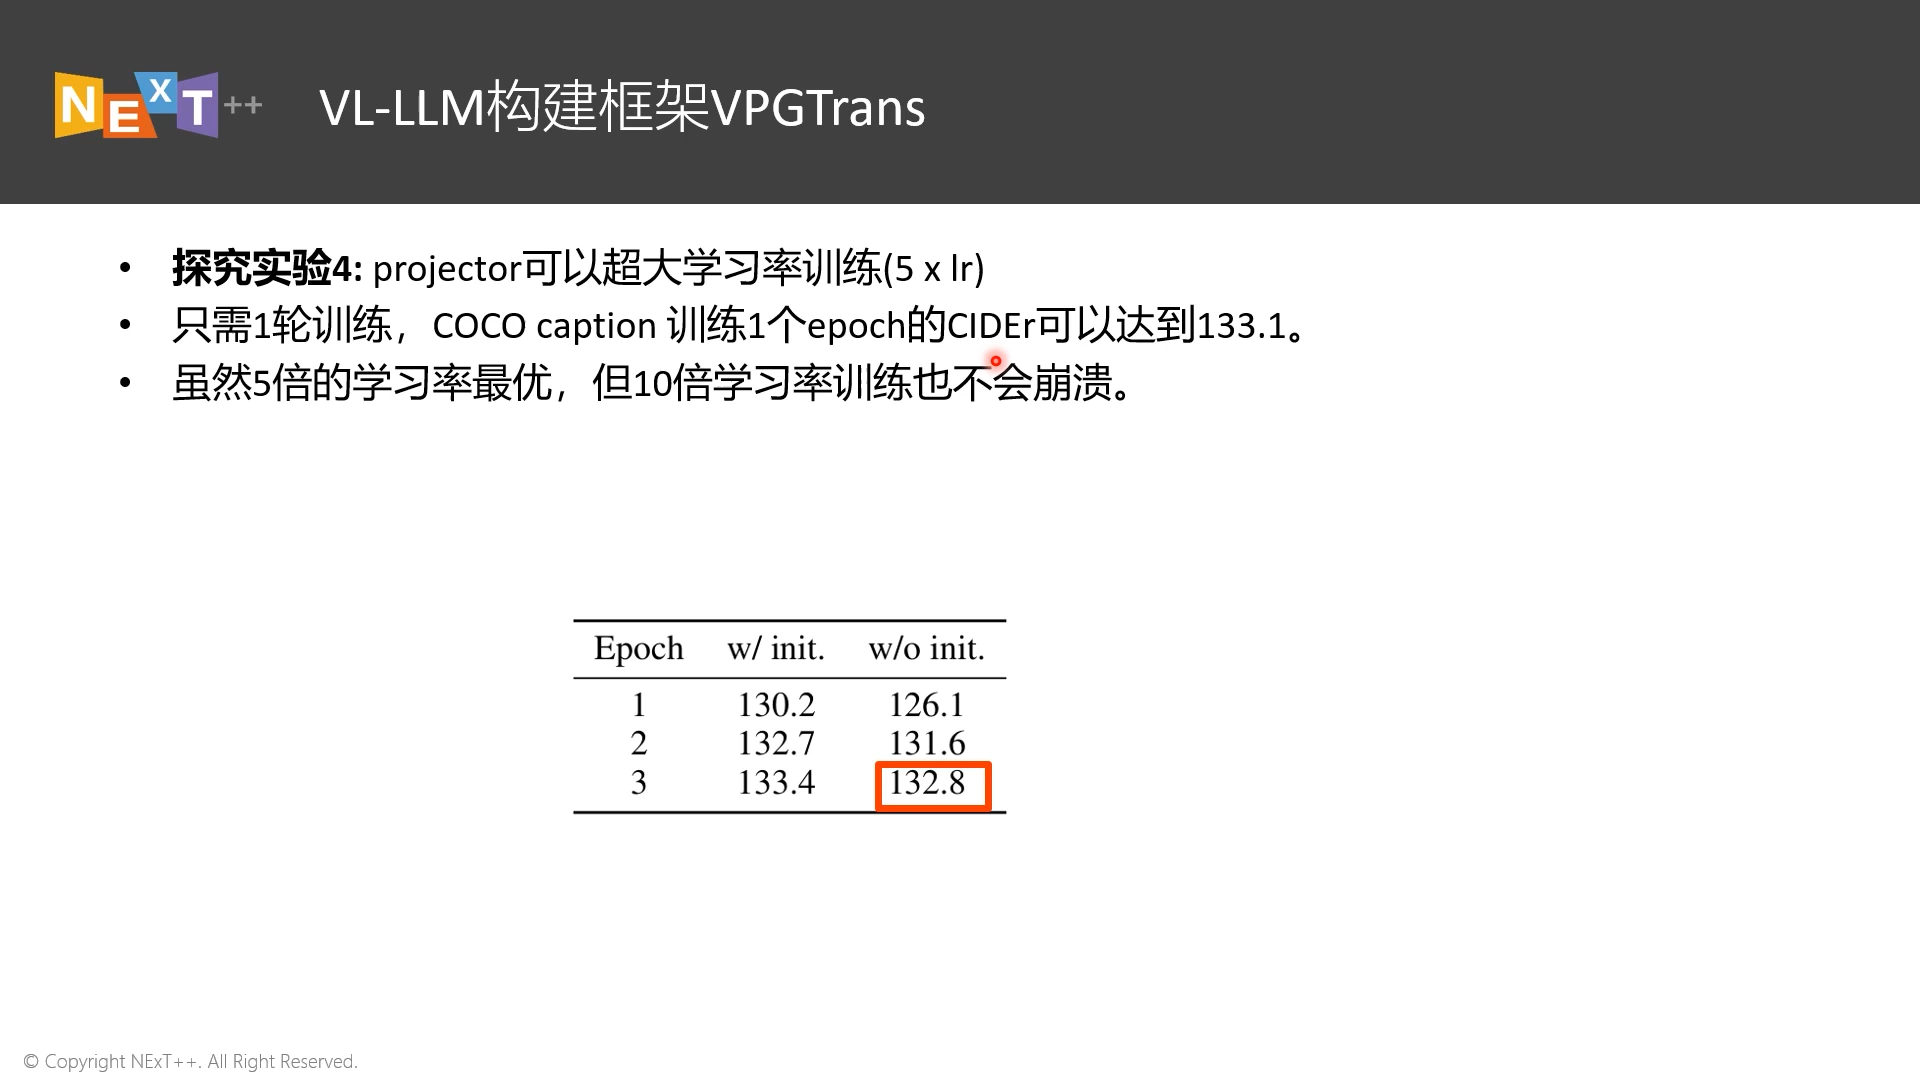 NExT++
VL-LLM构建框架VPGTrans
• 探究实验4: projector可以超大学习率训练(5 x lr)
• 只需1轮训练，COCO caption 训练1个epoch的CIDEr可以达到133.1。
• 虽然5倍的学习率最优，但10倍学习率训练也不会崩溃。
Epoch w/ init. w/o init.
1 130.2 126.1
2 132.7 131.6
3 133.4 132.8
© Copyright NExT++. All Right Reserved.